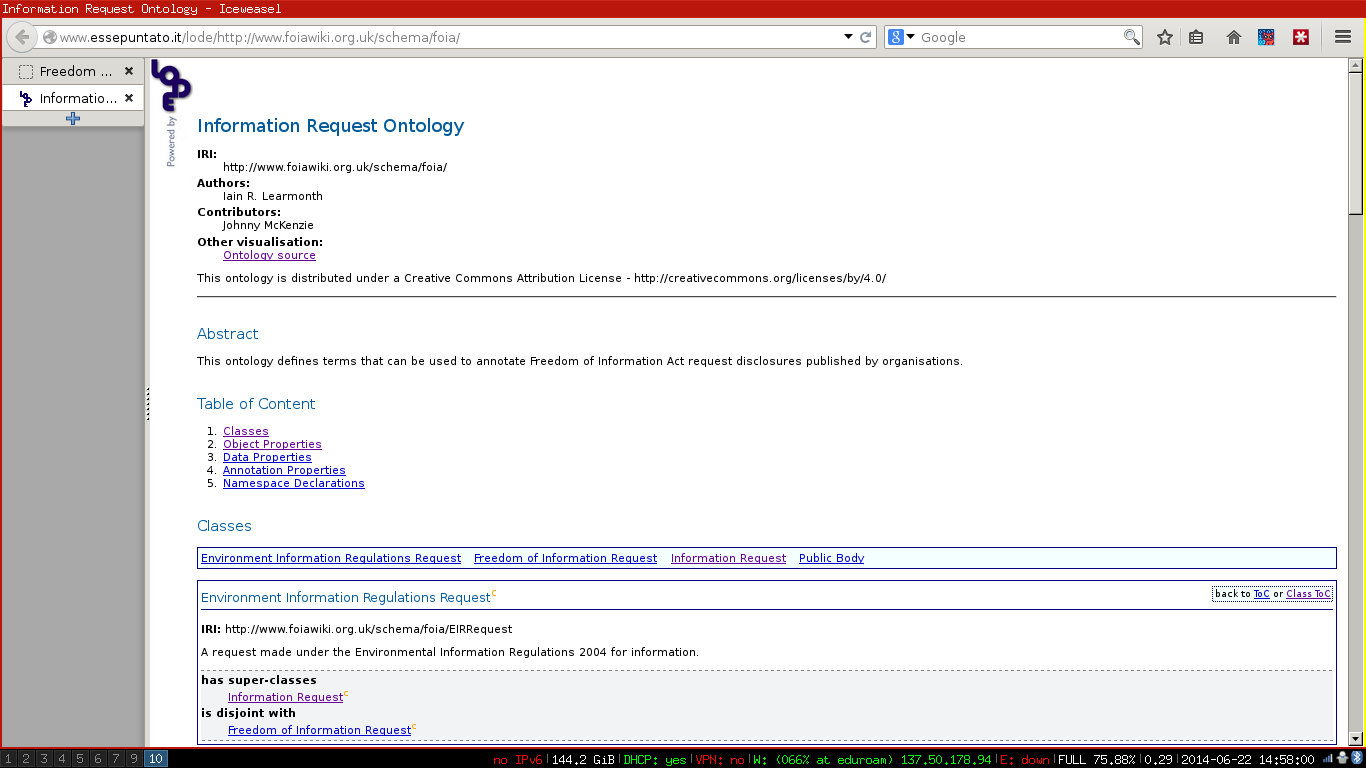 Information Request Ontology - Iceweasel
www.essepuntato.it/lode/http://www.foiawiki.org.uk/schema/foia/
Google
Freedom ...
Informatio...
LODE
Powered by
Information Request Ontology
IRI:
http://www.foiawiki.org.uk/schema/foia/
Authors:
Iain R. Learmonth
Contributors:
Johnny McKenzie
Other visualisation:
Ontology source
This ontology is distributed under a Creative Commons Attribution License - http://creativecommons.org/licenses/by/4.0/
Abstract
This ontology defines terms that can be used to annotate Freedom of Information Act request disclosures published by organisations.
Table of Content
1. Classes
2. Object Properties
3. Data Properties
4. Annotation Properties
5. Namespace Declarations
Classes
Environment Information Regulations Request Freedom of Information Request Information Request Public Body
Environment Information Regulations Request c
back to ToC or Class ToC
IRI: http://www.foiawiki.org.uk/schema/foia/EIRRequest
A request made under the Environmental Information Regulations 2004 for information.
has super-classes
Information Request c
is disjoint with
Freedom of Information Request c
1 2 3 4 5 6 7 8 9 10 no IPv6|144.2 GiB|DHCP: yes|VPN: no|W: (066% at eduroam) 137.50.178.94|E: down|FULL 75.88%|0.29|2014-06-22 14:58:00